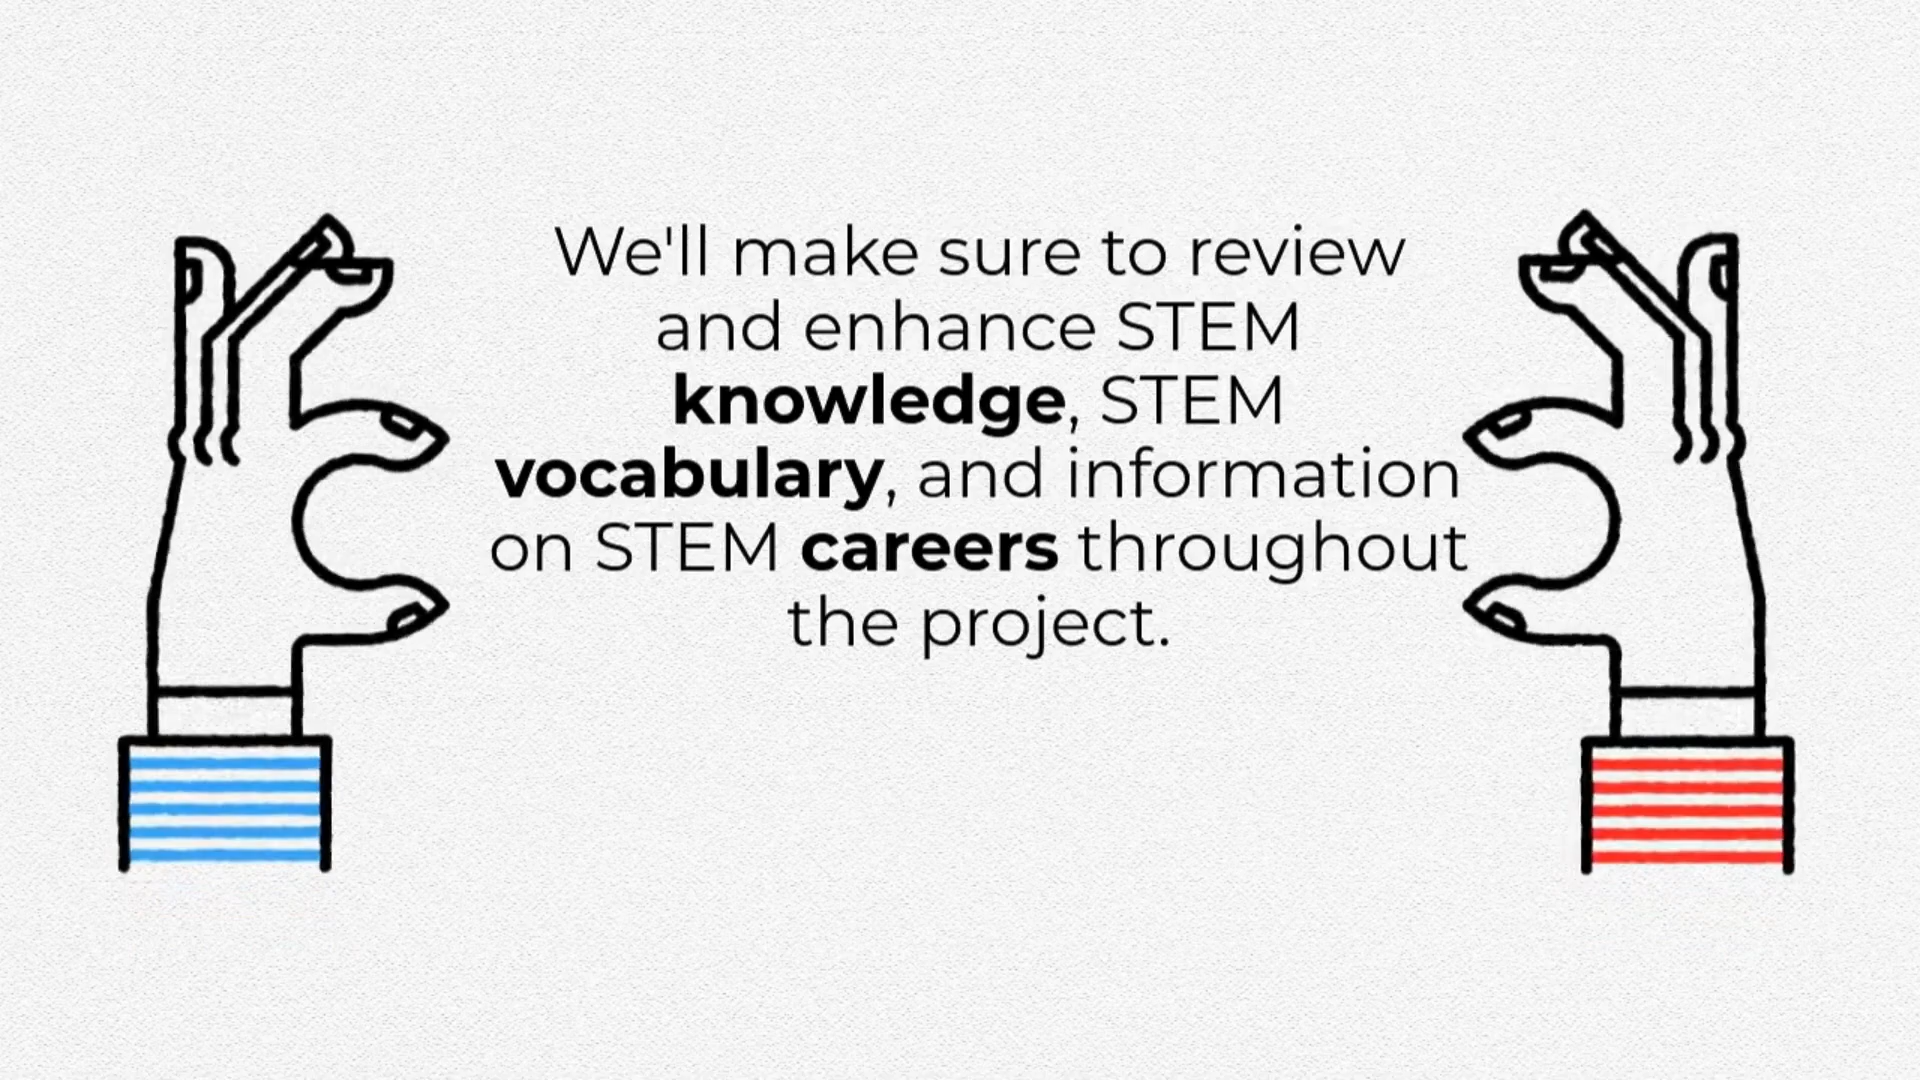 We'll make sure to review
and enhance STEM
knowledge, STEM
vocabulary, and information
on STEM careers throughout
the project.